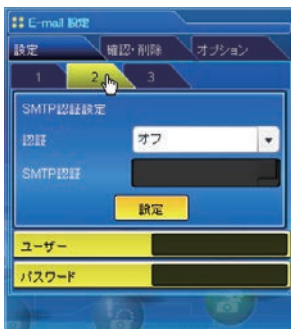 E-mail 設定
設定 確認・削除 オプション
1 2 3
SMTP認証設定
認証 オフ
SMTP認証
設定
ユーザー
パスワード